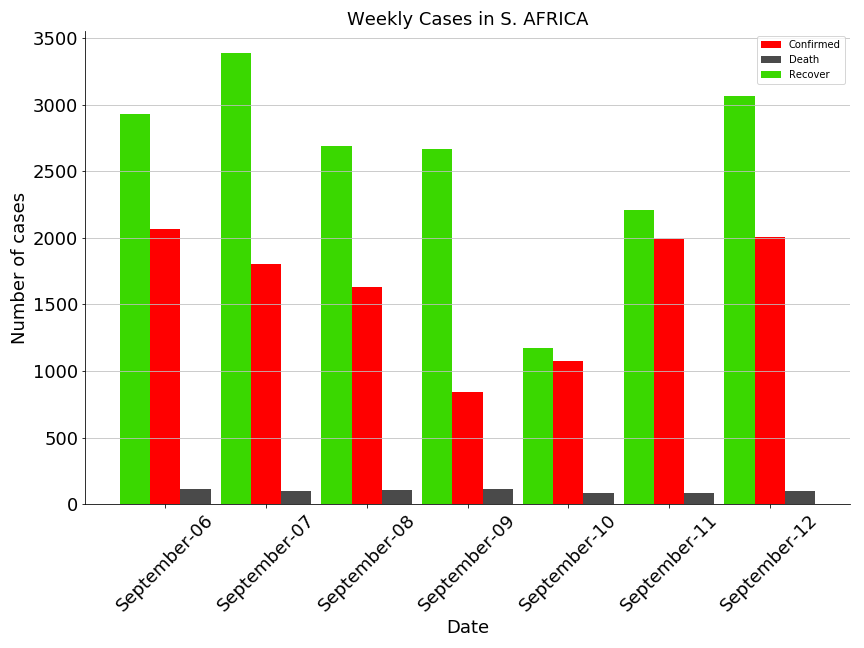 Weekly Cases in S. AFRICA
Confirmed
Death
Recover
Number of cases
3500
3000
2500
2000
1500
1000
500
0
September-06
September-07
September-08
September-09
September-10
September-11
September-12
Date